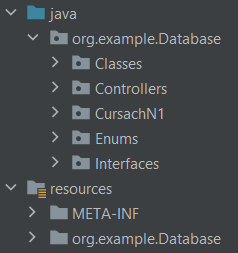 java
org.example.Database
Classes
Controllers
CursachN1
Enums
Interfaces
resources
META-INF
org.example.Database